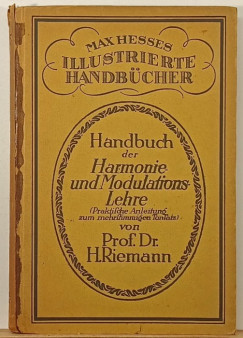 MAX HESSES
ILLUSTRIERTE
HANDBÜCHER
Handbuch
der
Harmonie
und Modulations-
Lehre
(Praktische Anleitung
zum mehrstimmigen Tonsatz)
von
Prof. Dr.
H. Riemann